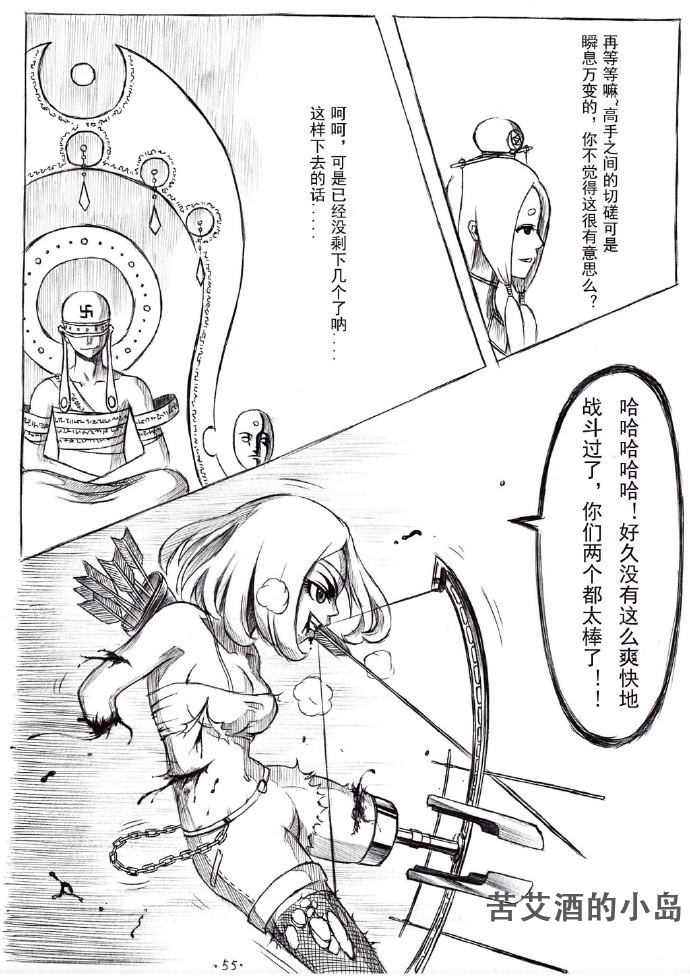 再等等嘛，高手之间的切磋可是
瞬息万变的，你不觉得这很有意思么？
呵呵，可是已经没剩下几个了呐，
这样下去的话.....
哈哈哈哈哈！好久没有这么爽快地
战斗过了，你们两个都太棒了！！
卐
苦艾酒的小岛
·55·